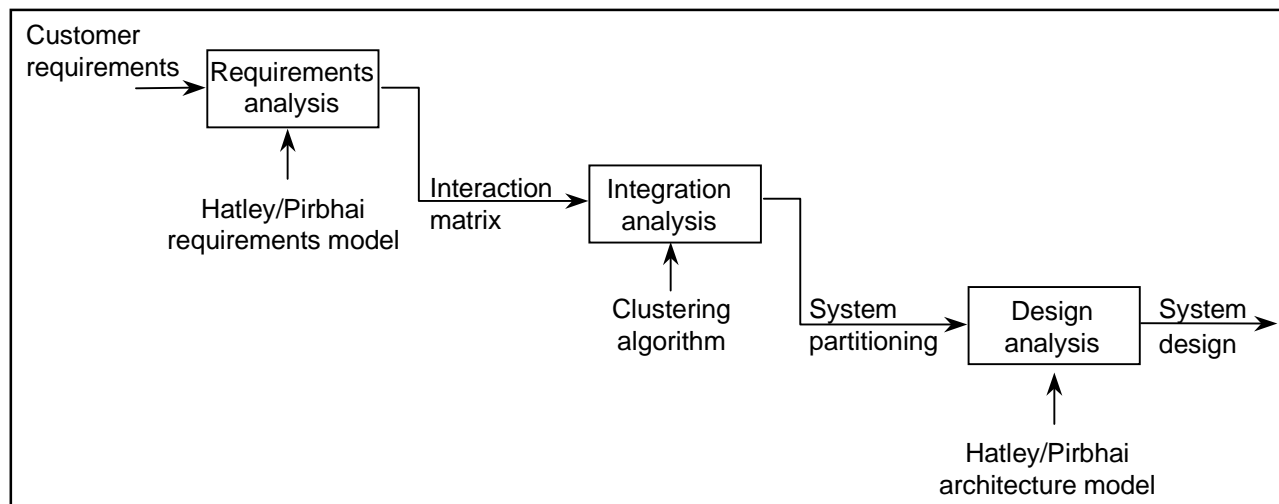 Customer
requirements
Requirements
analysis
Hatley/Pirbhai
requirements model
Interaction
matrix
Integration
analysis
Clustering
algorithm
System
partitioning
Design
analysis
System
design
Hatley/Pirbhai
architecture model